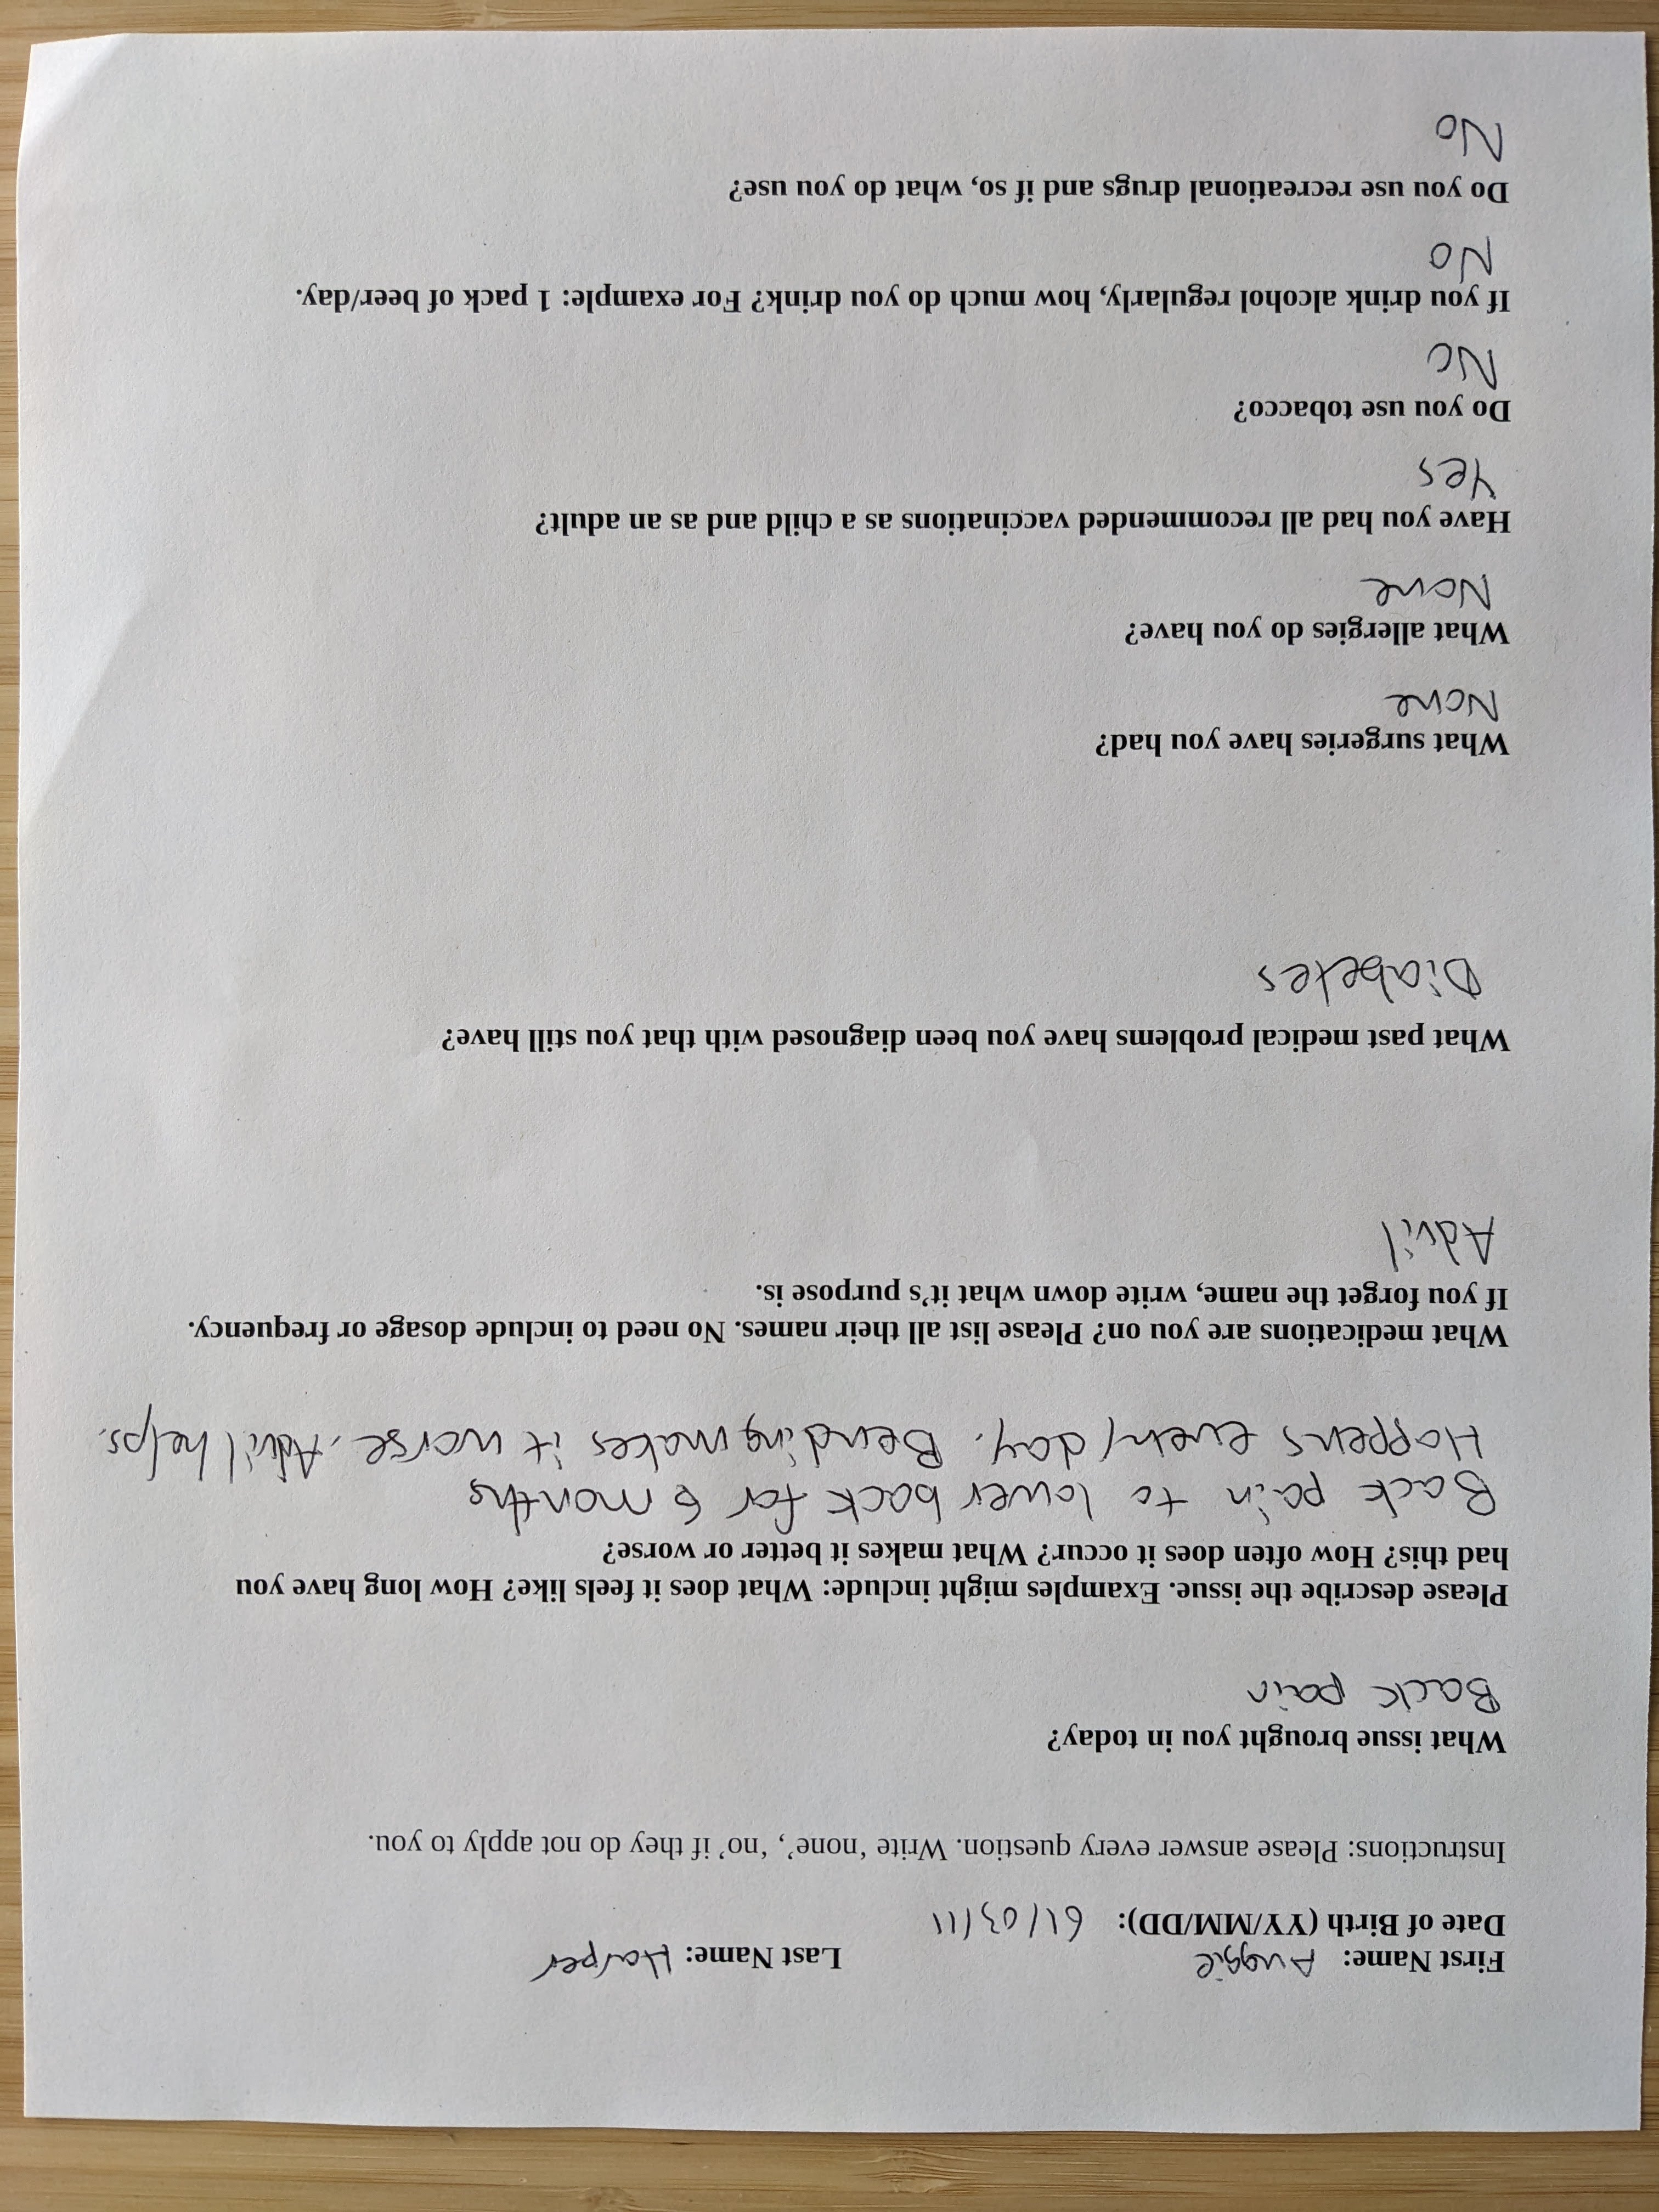 First Name: Auggie Last Name: Harper
Date of Birth (YY/MM/DD): 61/03/11
Instructions: Please answer every question. Write ‘none’, ‘no’ if they do not apply to you.
What issue brought you in today?
Back pain
Please describe the issue. Examples might include: What does it feels like? How long have you
had this? How often does it occur? What makes it better or worse?
Back pain to lower back for 6 months
Happens every day. Bending makes it worse. Advil helps.
What medications are you on? Please list all their names. No need to include dosage or frequency.
If you forget the name, write down what it’s purpose is.
Advil
What past medical problems have you been diagnosed with that you still have?
Diabetes
What surgeries have you had?
None
What allergies do you have?
None
Have you had all recommended vaccinations as a child and as an adult?
Yes
Do you use tobacco?
No
If you drink alcohol regularly, how much do you drink? For example: 1 pack of beer/day.
No
Do you use recreational drugs and if so, what do you use?
No